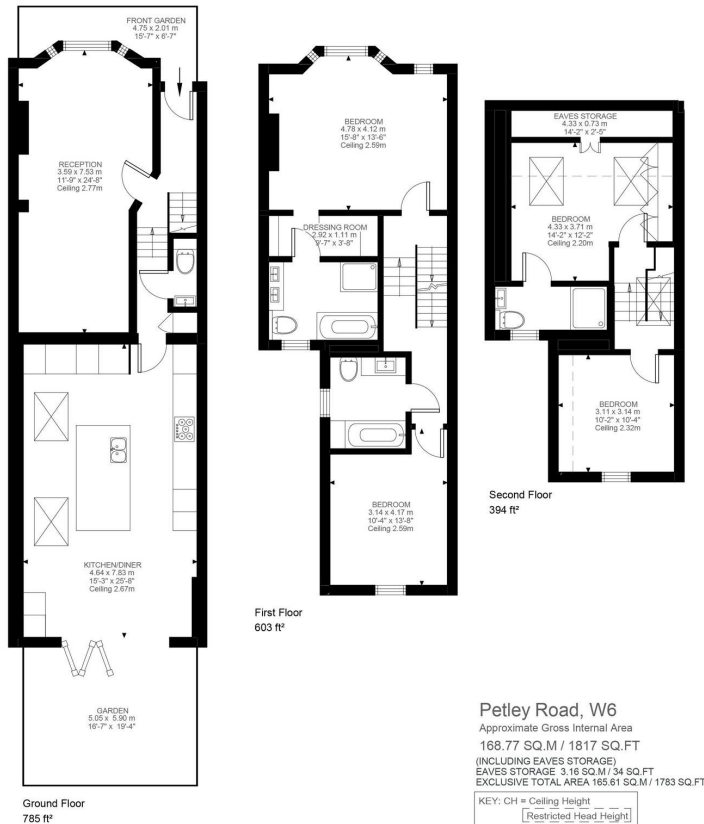 FRONT GARDEN
4.75 x 2.01 m
15'-7" x 6'-7"
RECEPTION
3.59 x 7.53 m
11'-9" x 24'-8"
Ceiling 2.77m
KITCHEN/DINER
4.64 x 7.83 m
15'-3" x 25'-8"
Ceiling 2.67m
GARDEN
5.05 x 5.90 m
16'-7" x 19'-4"
Ground Floor
785 ft²
BEDROOM
4.78 x 4.12 m
15'-8" x 13'-6"
Ceiling 2.59m
DRESSING ROOM
2.92 x 1.11 m
9'-7" x 3'-8"
BEDROOM
3.14 x 4.17 m
10'-4" x 13'-8"
Ceiling 2.59m
First Floor
603 ft²
EAVES STORAGE
4.33 x 0.73 m
14'-2" x 2'-5"
BEDROOM
4.33 x 3.71 m
14'-2" x 12'-2"
Ceiling 2.20m
BEDROOM
3.11 x 3.14 m
10'-2" x 10'-4"
Ceiling 2.32m
Second Floor
394 ft²
Petley Road, W6
Approximate Gross Internal Area
168.77 SQ.M / 1817 SQ.FT
(INCLUDING EAVES STORAGE)
EAVES STORAGE 3.16 SQ.M / 34 SQ.FT
EXCLUSIVE TOTAL AREA 165.61 SQ.M / 1783 SQ.FT
KEY: CH = Ceiling Height
Restricted Head Height